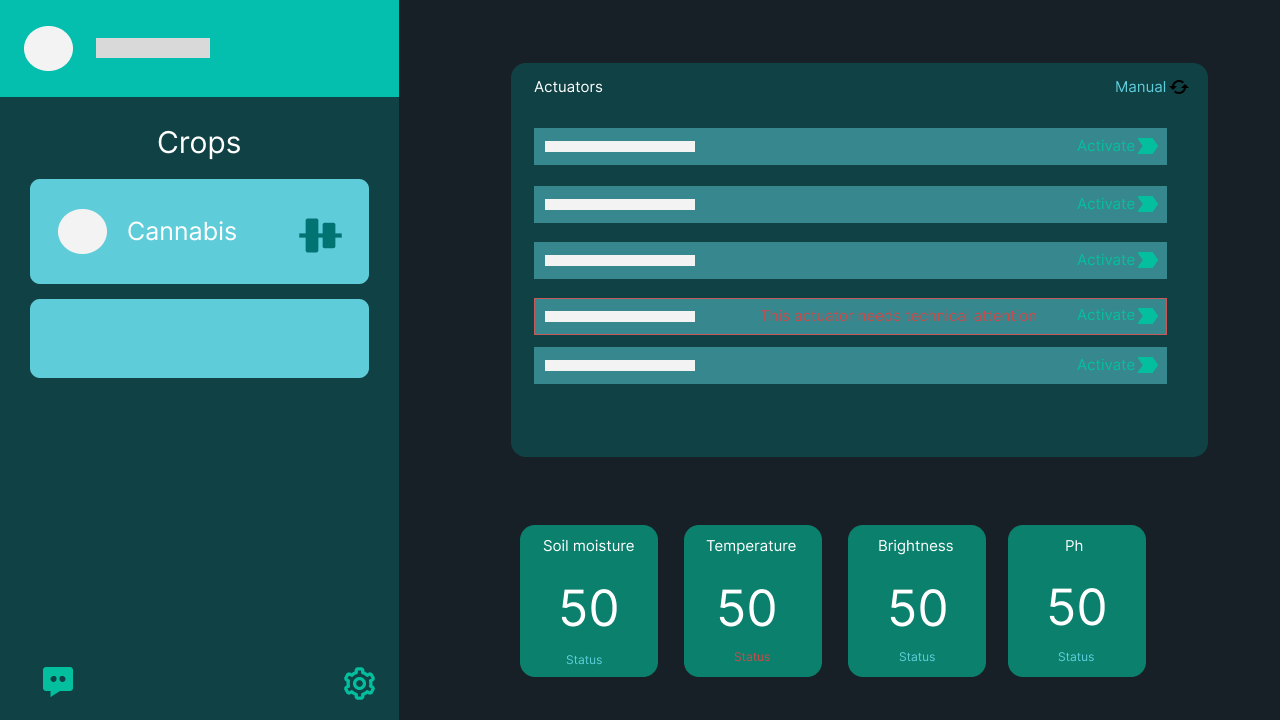 Crops
Cannabis
Actuators
Manual
Activate
Activate
Activate
This actuator needs technical attention
Activate
Activate
Soil moisture
50
Status
Temperature
50
Status
Brightness
50
Status
Ph
50
Status